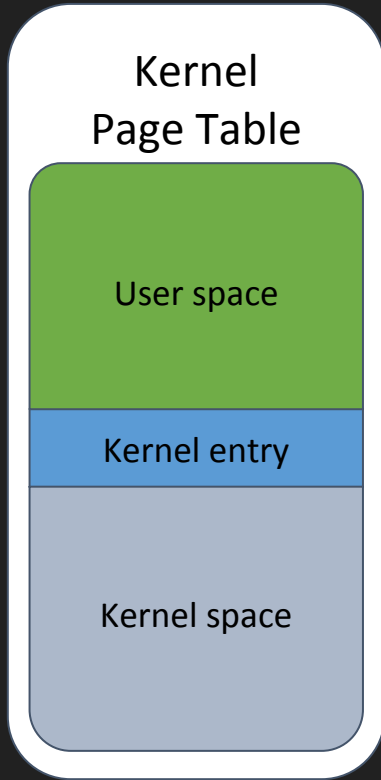 Kernel
Page Table
User space
Kernel entry
Kernel space